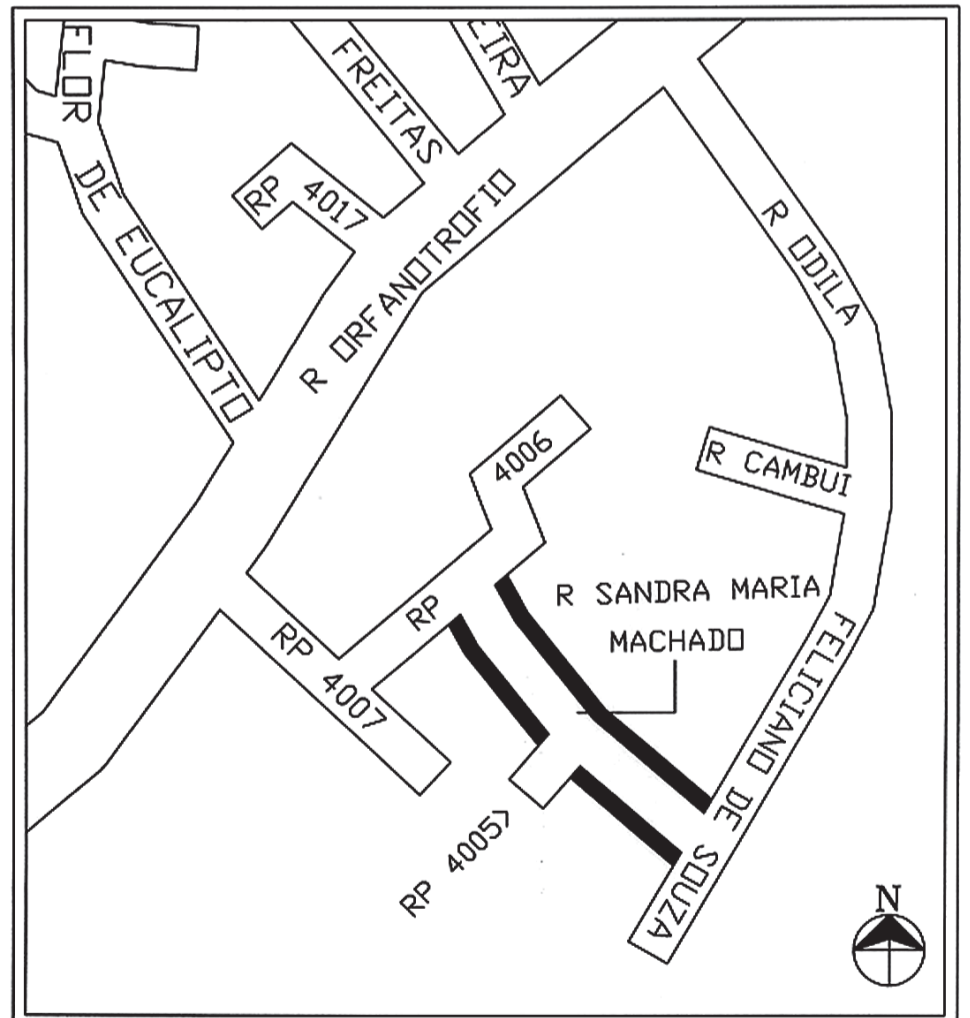 FLOR DE EUCALIPTO
FREITAS
EIRA
RP 4017
R ORFANOTROFIO
R ODILA FELICIANO DE SOUZA
R CAMBUI
RP 4006
R SANDRA MARIA
MACHADO
RP 4007
RP 4005>
N